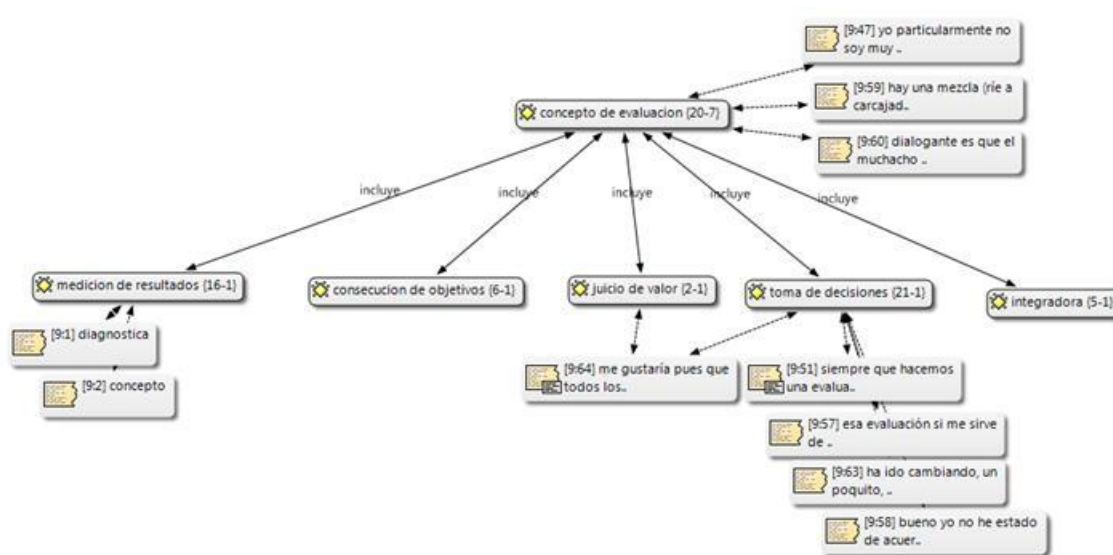 [9:47] yo particularmente no
soy muy ..
[9:59] hay una mezcla (ríe a
carcajad..
concepto de evaluacion {20-7}
[9:60] dialogante es que el
muchacho ..
incluye
incluye
incluye
incluye
incluye
medicion de resultados {16-1}
consecucion de objetivos {6-1}
juicio de valor {2-1}
toma de decisiones {21-1}
integradora {5-1}
[9:1] diagnostica
[9:2] concepto
[9:64] me gustaría pues que
todos los..
[9:51] siempre que hacemos
una evalua..
[9:57] esa evaluación si me sirve
de ..
[9:63] ha ido cambiando, un
poquito, ..
[9:58] bueno yo no he estado
de acuer..